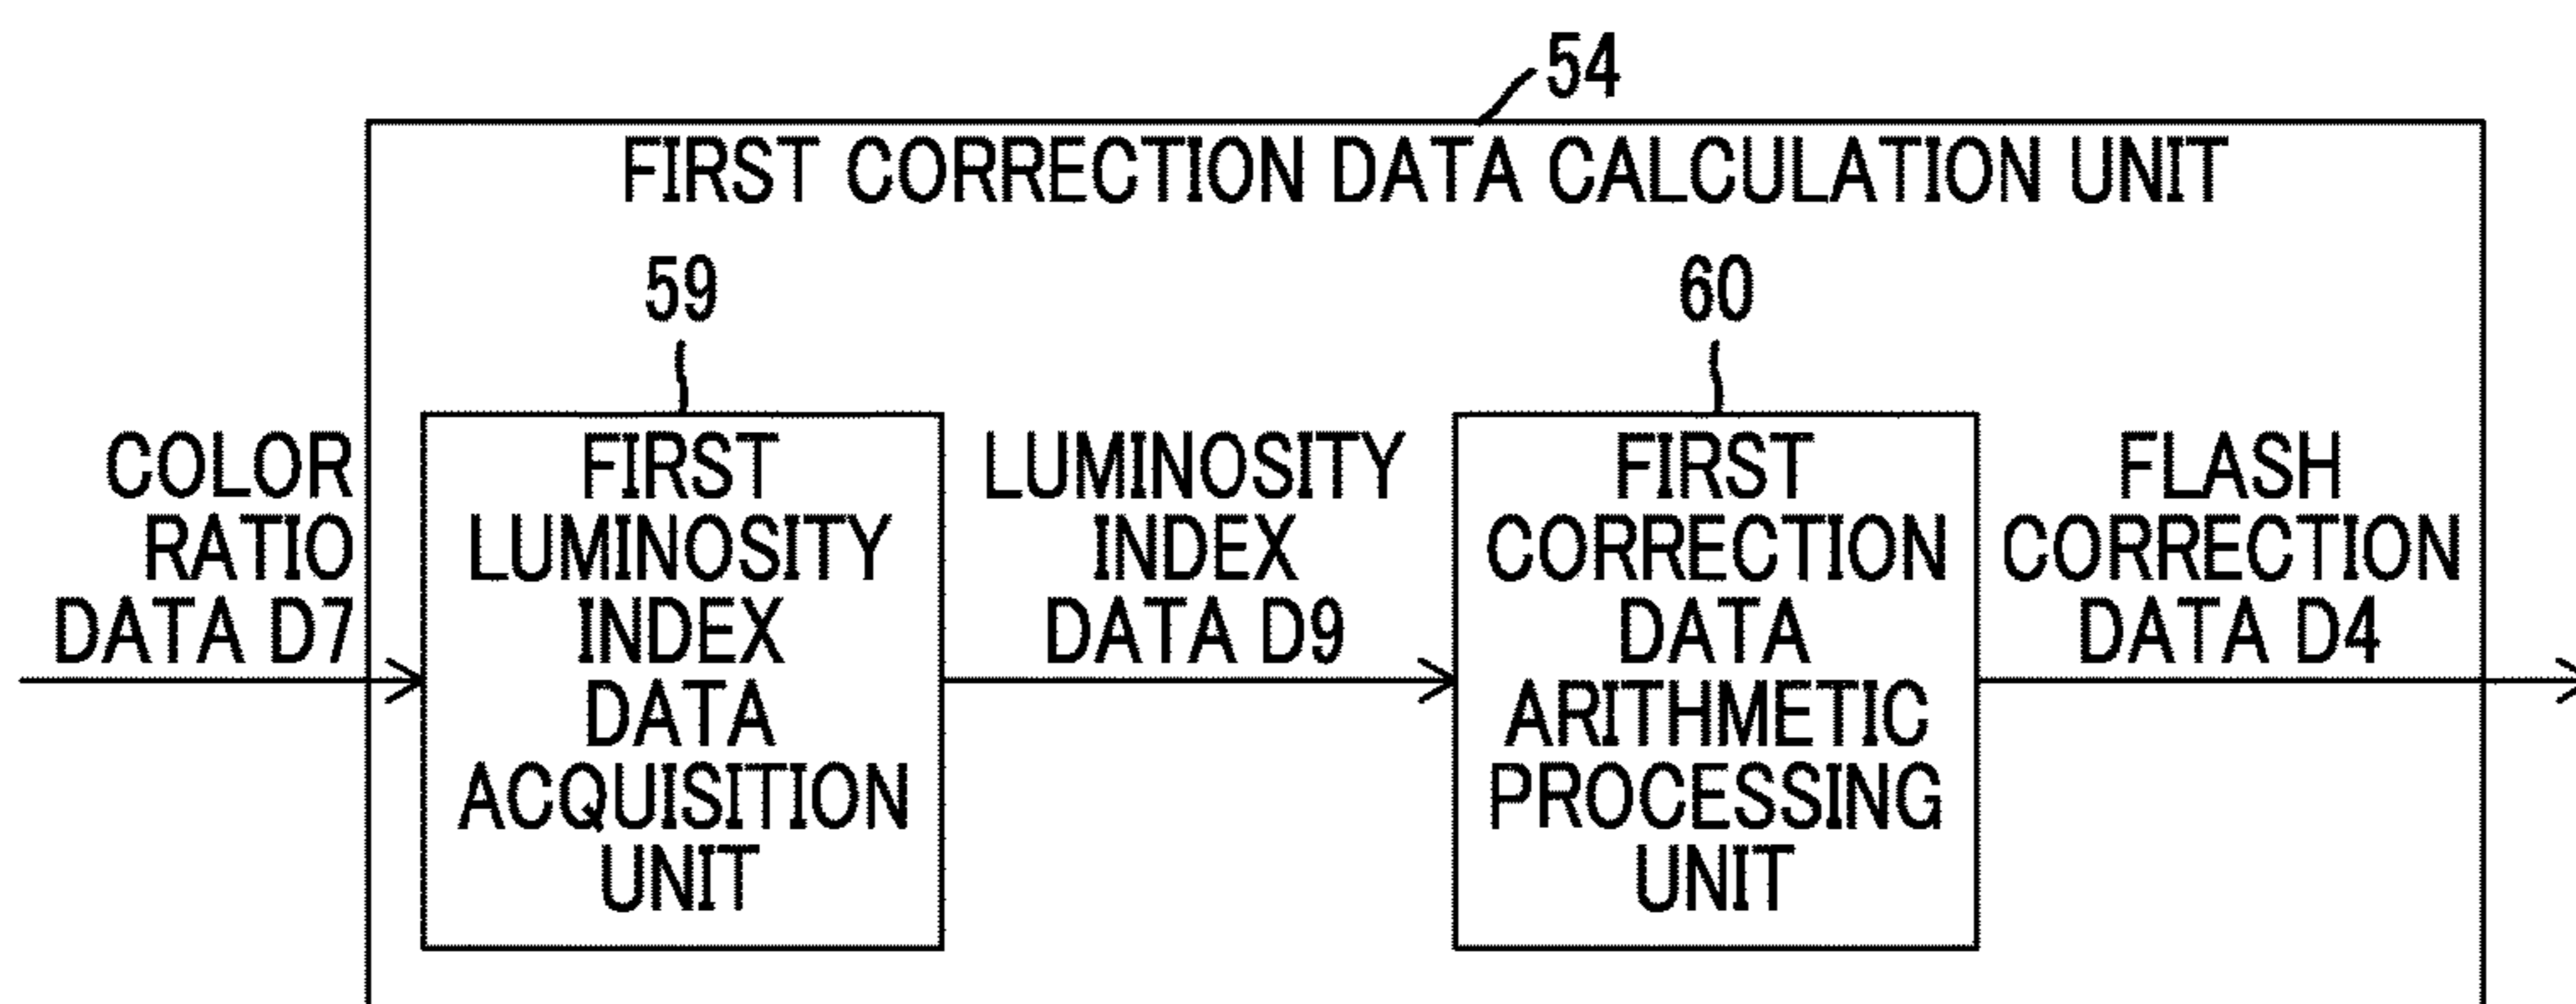 54
FIRST CORRECTION DATA CALCULATION UNIT
59
60
COLOR
RATIO
DATA D7
FIRST
LUMINOSITY
INDEX
DATA
ACQUISITION
UNIT
LUMINOSITY
INDEX
DATA D9
FIRST
CORRECTION
DATA
ARITHMETIC
PROCESSING
UNIT
FLASH
CORRECTION
DATA D4